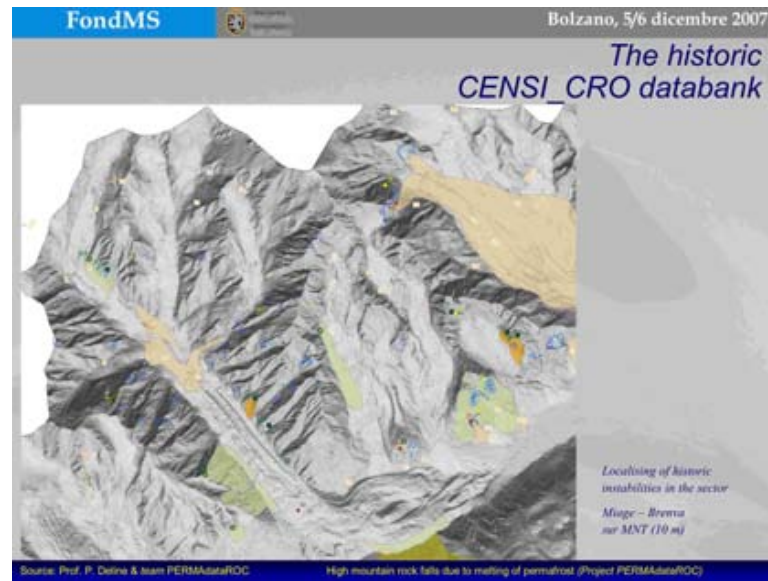 FondMS
Bolzano, 5/6 dicembre 2007
The historic
CENSI_CRO databank
Localising of historic
instabilities in the sector
Miage – Brenva
sur MNT (10 m)
Source: Prof. P. Deline & team PERMAdataROC
High mountain rock falls due to melting of permafrost (Project PERMAdataROC)